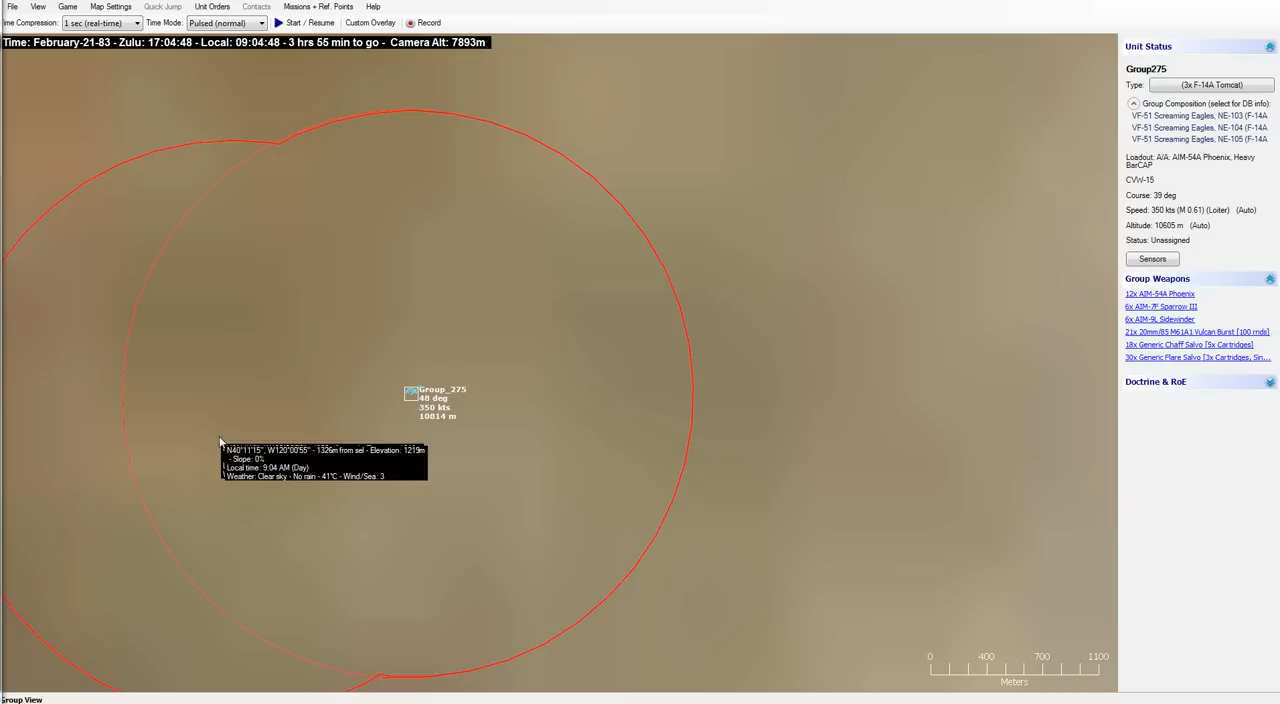 File View Game Map Settings Quick Jump Unit Orders Contacts Missions + Ref. Points Help
ime Compression: 1 sec (real-time) Time Mode: Pulsed (normal) Start / Resume Custom Overlay Record
Time: February-21-83 - Zulu: 17:04:48 - Local: 09:04:48 - 3 hrs 55 min to go - Camera Alt: 7893m
Group_275
48 deg
350 kts
10814 m
N40°11'15", W120°00'55" - 1326m from sel - Elevation: 1219m
- Slope: 0%
Local time: 9:04 AM (Day)
Weather: Clear sky - No rain - 41°C - Wind/Sea: 3
0 400 700 1100
Meters
Unit Status
Group275
Type: (3x F-14A Tomcat)
Group Composition (select for DB info):
VF-51 Screaming Eagles, NE-103 (F-14A
VF-51 Screaming Eagles, NE-104 (F-14A
VF-51 Screaming Eagles, NE-105 (F-14A
Loadout: A/A: AIM-54A Phoenix, Heavy
BarCAP
CVW-15
Course: 39 deg
Speed: 350 kts (M 0.61) (Loiter) (Auto)
Altitude: 10605 m (Auto)
Status: Unassigned
Sensors
Group Weapons
12x AIM-54A Phoenix
6x AIM-7F Sparrow III
6x AIM-9L Sidewinder
21x 20mm/85 M61A1 Vulcan Burst [100 rnds]
18x Generic Chaff Salvo [5x Cartridges]
30x Generic Flare Salvo [3x Cartridges, Sin...
Doctrine & RoE
Group View